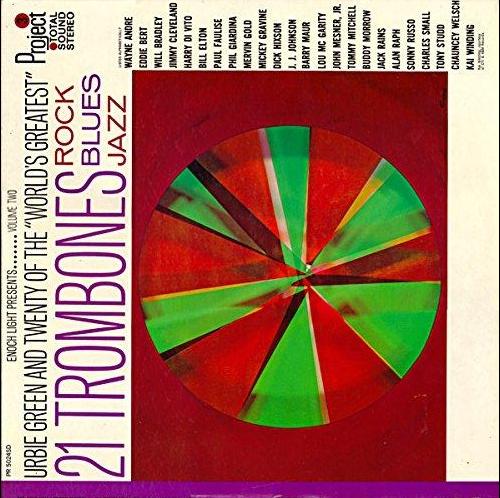 Project 3
TOTAL
SOUND
STEREO
ENOCH LIGHT PRESENTS....... VOLUME TWO
URBIE GREEN AND TWENTY OF THE "WORLD'S GREATEST"
21 TROMBONES
ROCK
BLUES
JAZZ
LISTED ALPHABETICALLY
WAYNE ANDRE
EDDIE BERT
WILL BRADLEY
JIMMY CLEVELAND
HARRY DI VITO
BILL ELTON
PAUL FAULISE
PHIL GIARDINA
MERVIN GOLD
MICKEY GRAVINE
DICK HIXSON
J. J. JOHNSON
BARRY MAUR
LOU MC GARITY
JOHN MESNER, JR.
TOMMY MITCHELL
BUDDY MORROW
JACK RAINS
ALAN RAPH
SONNY RUSSO
CHARLES SMALL
TONY STUDD
CHAUNCEY WELSCH
KAI WINDING
PR 5024SD